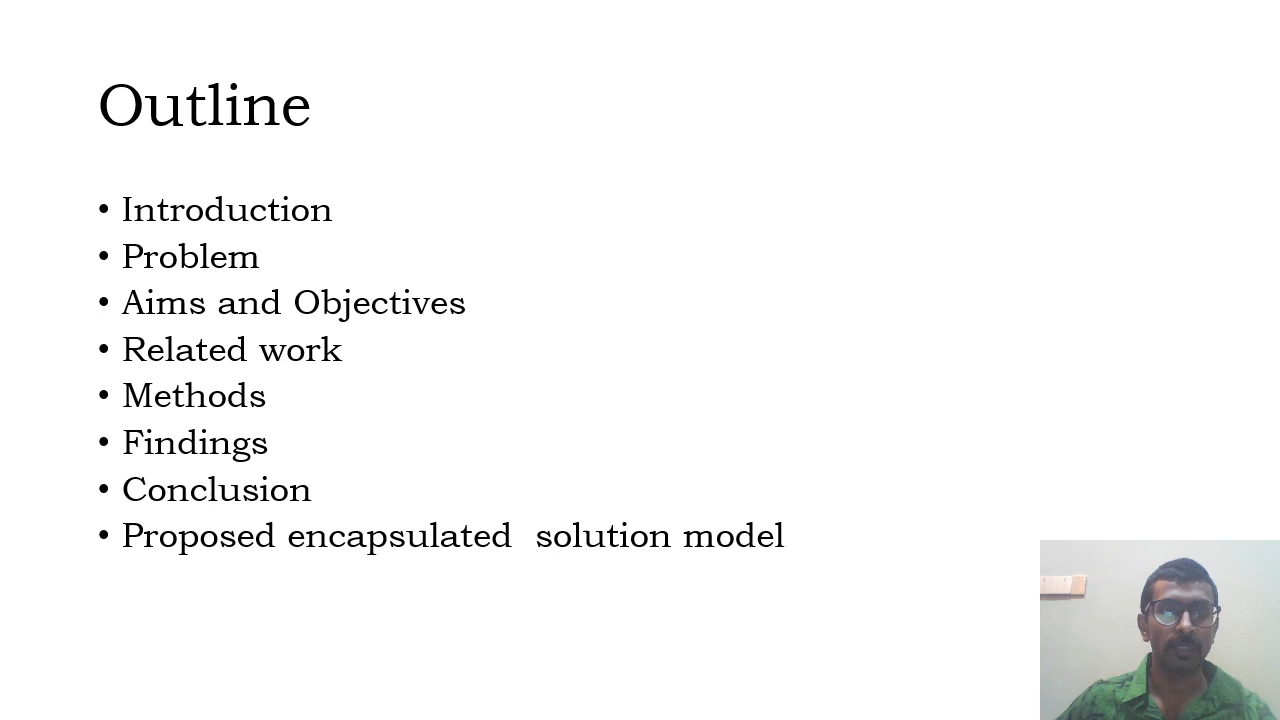 Outline
• Introduction
• Problem
• Aims and Objectives
• Related work
• Methods
• Findings
• Conclusion
• Proposed encapsulated  solution model